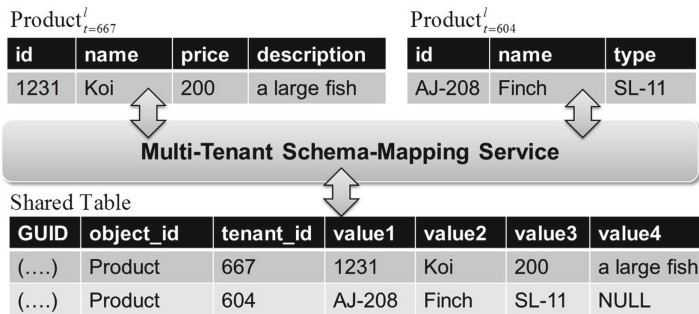 Product^l_{t=667} Product^l_{t=604}
id name price description id name type
1231 Koi 200 a large fish AJ-208 Finch SL-11
Multi-Tenant Schema-Mapping Service
Shared Table
GUID object_id tenant_id value1 value2 value3 value4
(....) Product 667 1231 Koi 200 a large fish
(....) Product 604 AJ-208 Finch SL-11 NULL